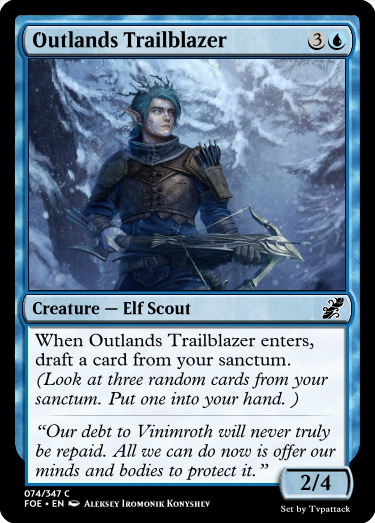 Outlands Trailblazer 3
Creature — Elf Scout
When Outlands Trailblazer enters,
draft a card from your sanctum.
(Look at three random cards from your
sanctum. Put one into your hand. )
“Our debt to Vinimroth will never truly
be repaid. All we can do now is offer our
minds and bodies to protect it.”
2/4
074/347 C
FOE • EN Aleksey Iromonik Konyshev
Set by Tvpattack